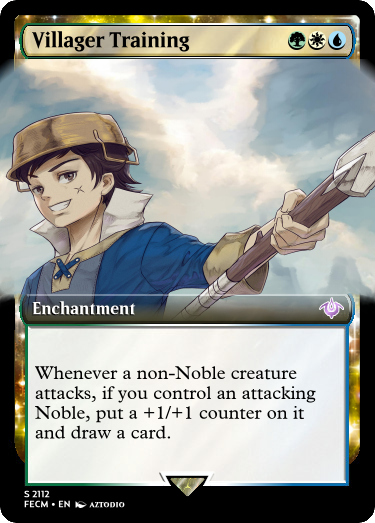 Villager Training
Enchantment
Whenever a non-Noble creature
attacks, if you control an attacking
Noble, put a +1/+1 counter on it
and draw a card.
S 2112
FECM • EN AZTODIO